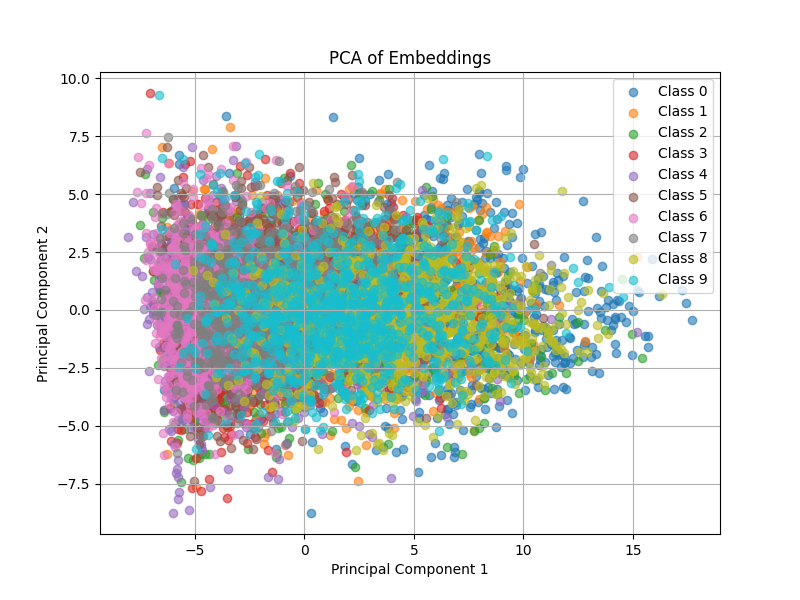 PCA of Embeddings
10.0
7.5
5.0
2.5
0.0
−2.5
−5.0
−7.5
Principal Component 2
Class 0
Class 1
Class 2
Class 3
Class 4
Class 5
Class 6
Class 7
Class 8
Class 9
−5 0 5 10 15
Principal Component 1